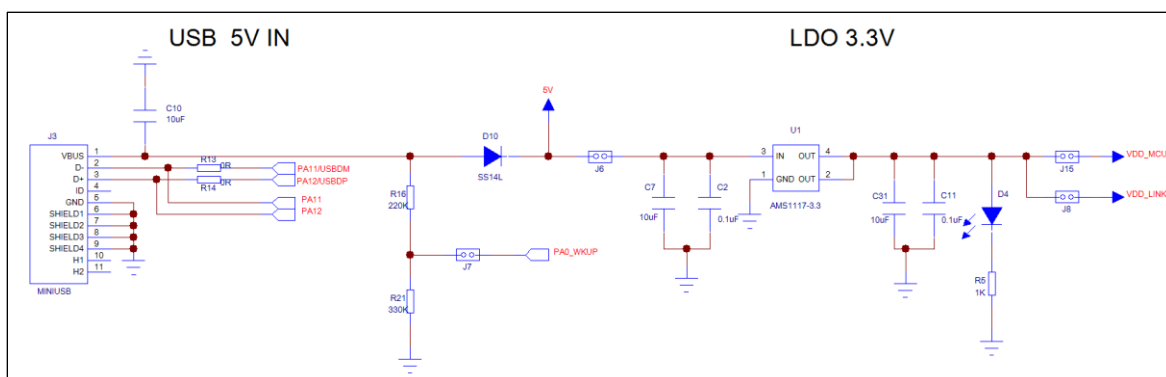 USB 5V IN
LDO 3.3V
C10
10uF
J3
VBUS 1
D- 2
D+ 3
ID 4
GND 5
SHIELD1 6
SHIELD2 7
SHIELD3 8
SHIELD4 9
H1 10
H2 11
MINIUSB
R13
0R
R14
0R
PA11/USBDM
PA12/USBDP
PA11
PA12
R16
220K
R21
330K
J7
PA0_WKUP
D10
SS14L
5V
J6
C7
10uF
C2
0.1uF
U1
3 IN OUT 4
1 GND OUT 2
AMS1117-3.3
C31
10uF
C11
0.1uF
D4
R5
1K
J15
VDD_MCU
J8
VDD_LINK